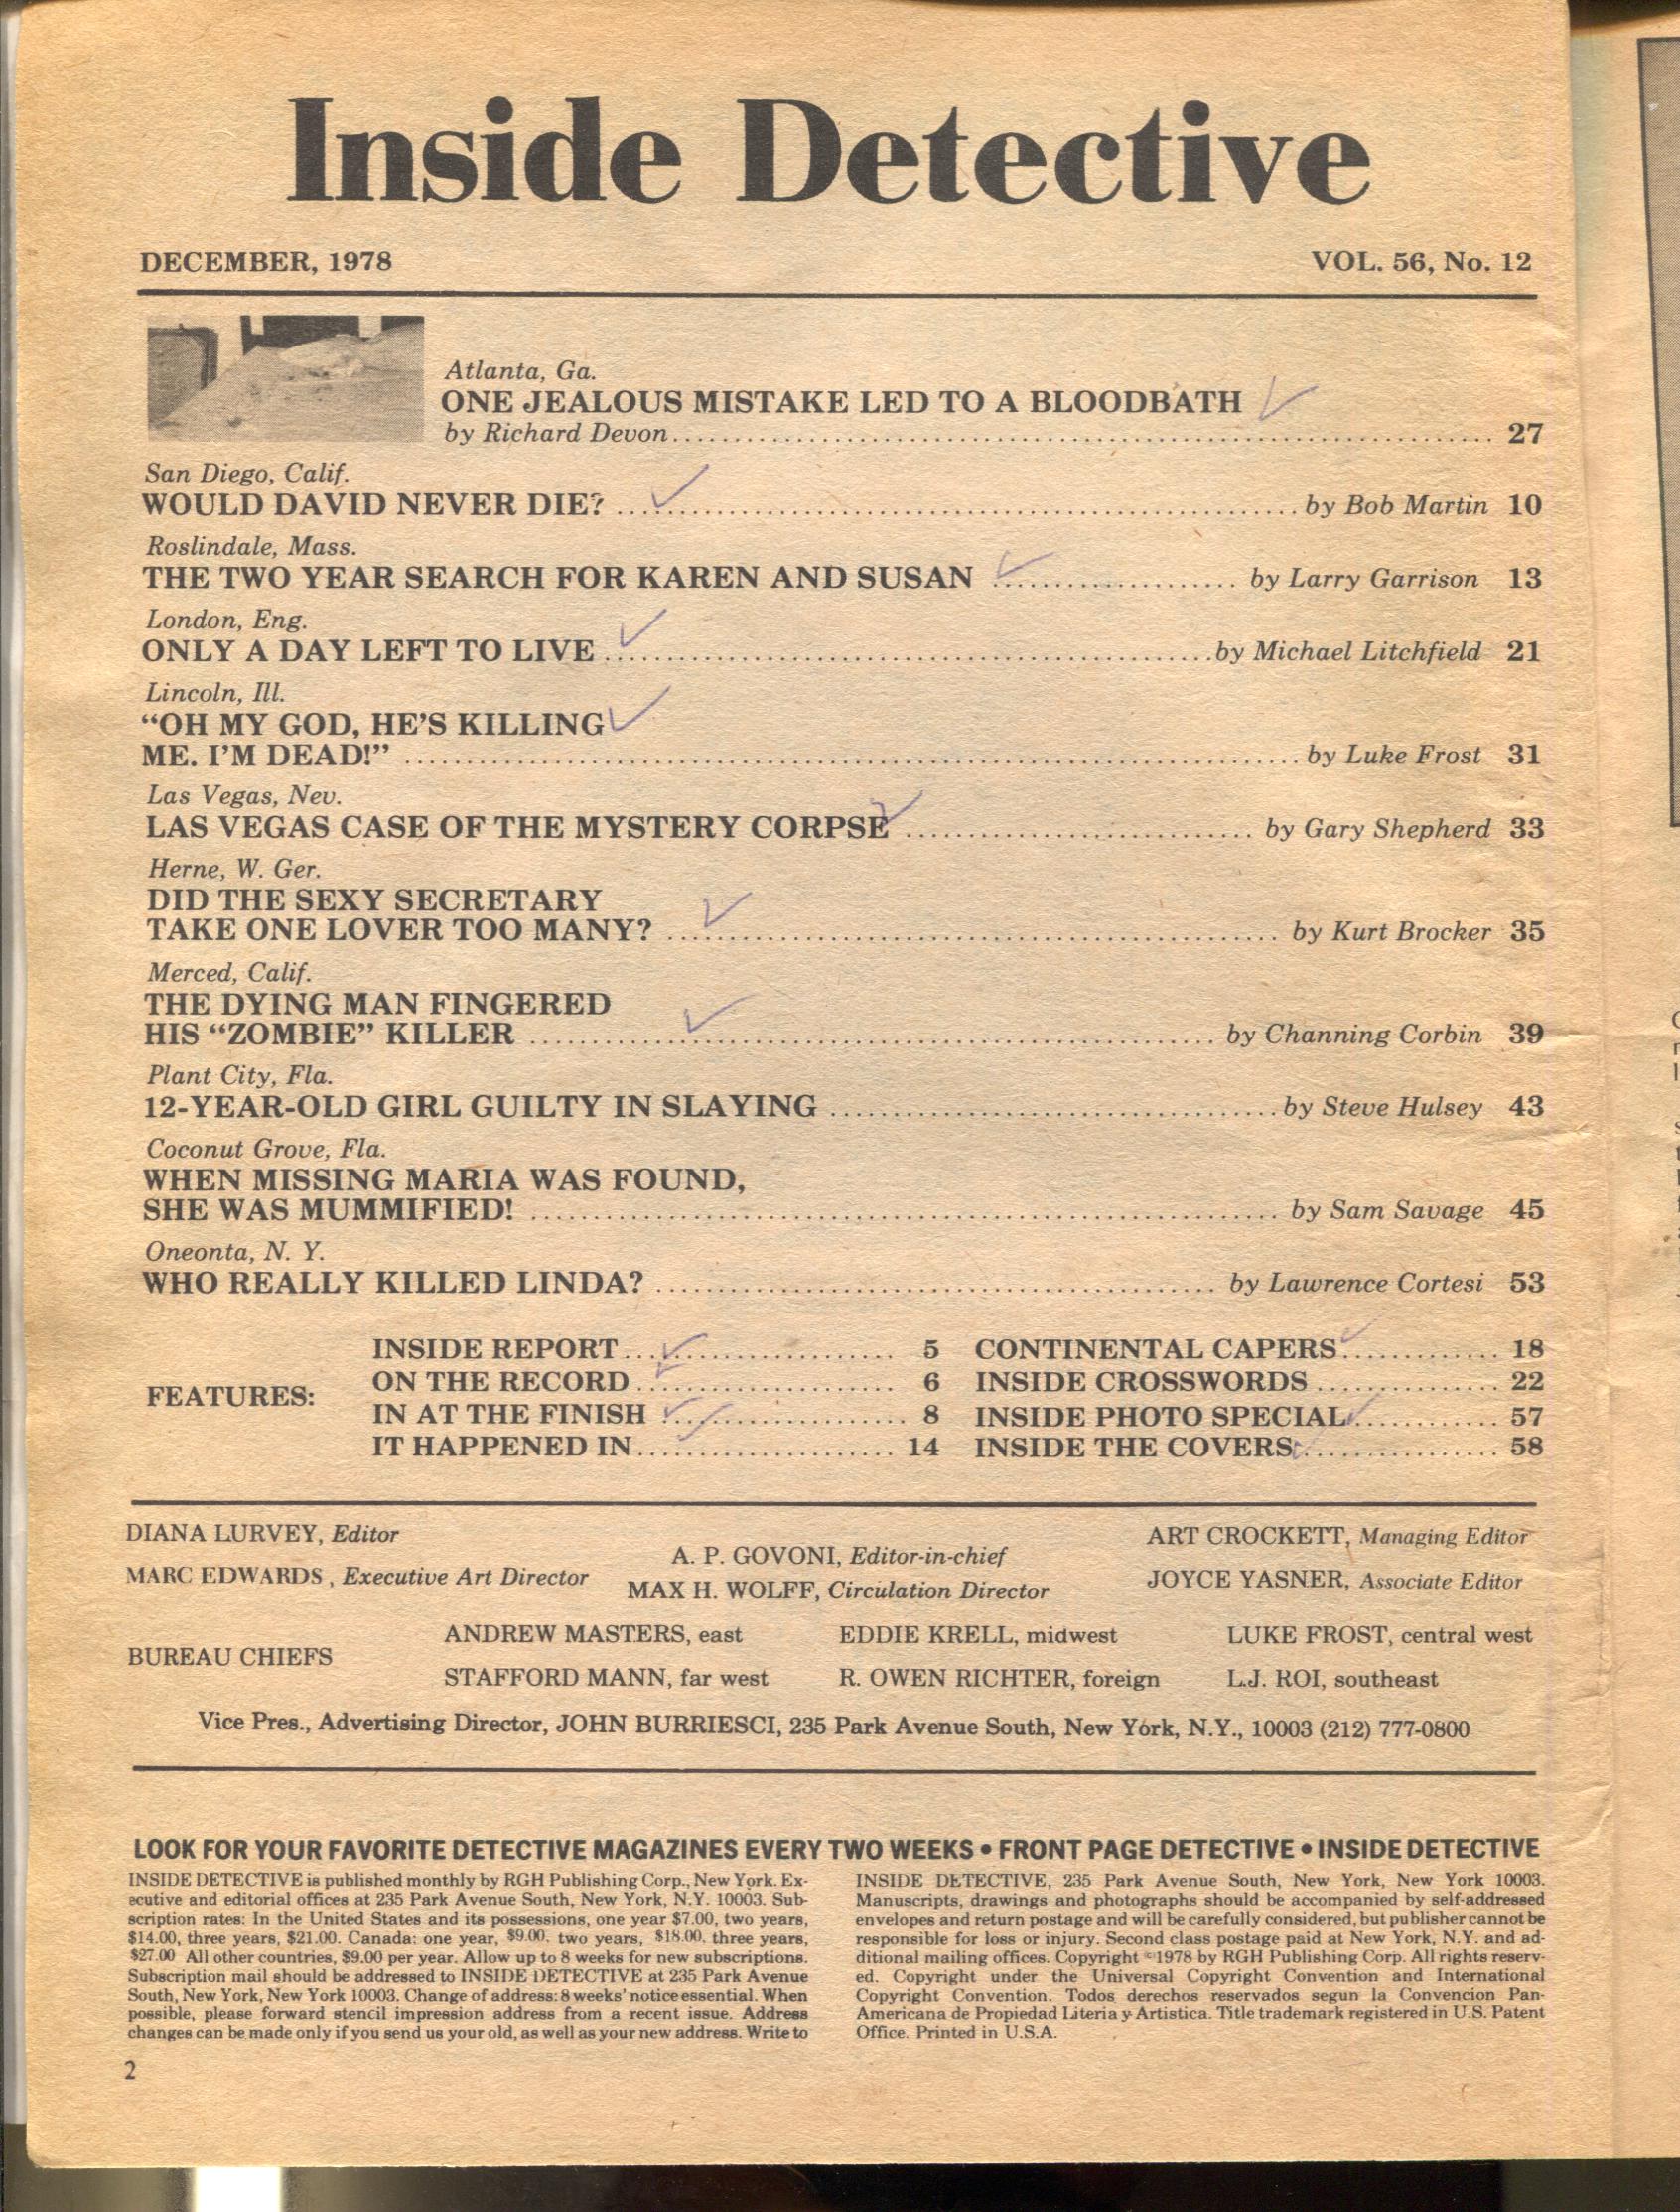 Inside Detective
DECEMBER, 1978 VOL. 56, No. 12
Atlanta, Ga.
ONE JEALOUS MISTAKE LED TO A BLOODBATH
by Richard Devon........................................................................ 27
San Diego, Calif.
WOULD DAVID NEVER DIE? ............................................................ by Bob Martin 10
Roslindale, Mass.
THE TWO YEAR SEARCH FOR KAREN AND SUSAN ...................... by Larry Garrison 13
London, Eng.
ONLY A DAY LEFT TO LIVE ......................................................by Michael Litchfield 21
Lincoln, Ill.
“OH MY GOD, HE’S KILLING
ME. I’M DEAD!” ............................................................................ by Luke Frost 31
Las Vegas, Nev.
LAS VEGAS CASE OF THE MYSTERY CORPSE .............................. by Gary Shepherd 33
Herne, W. Ger.
DID THE SEXY SECRETARY
TAKE ONE LOVER TOO MANY? ...................................................... by Kurt Brocker 35
Merced, Calif.
THE DYING MAN FINGERED
HIS “ZOMBIE” KILLER ............................................................ by Channing Corbin 39
Plant City, Fla.
12-YEAR-OLD GIRL GUILTY IN SLAYING ......................................by Steve Hulsey 43
Coconut Grove, Fla.
WHEN MISSING MARIA WAS FOUND,
SHE WAS MUMMIFIED! .................................................................. by Sam Savage 45
Oneonta, N. Y.
WHO REALLY KILLED LINDA? .................................................. by Lawrence Cortesi 53
FEATURES:
INSIDE REPORT........................ 5 CONTINENTAL CAPERS.............. 18
ON THE RECORD....................... 6 INSIDE CROSSWORDS ................ 22
IN AT THE FINISH ..................... 8 INSIDE PHOTO SPECIAL............. 57
IT HAPPENED IN...................... 14 INSIDE THE COVERS.................. 58
DIANA LURVEY, Editor
MARC EDWARDS , Executive Art Director
A. P. GOVONI, Editor-in-chief
MAX H. WOLFF, Circulation Director
ART CROCKETT, Managing Editor
JOYCE YASNER, Associate Editor
BUREAU CHIEFS
ANDREW MASTERS, east EDDIE KRELL, midwest LUKE FROST, central west
STAFFORD MANN, far west R. OWEN RICHTER, foreign L.J. ROI, southeast
Vice Pres., Advertising Director, JOHN BURRIESCI, 235 Park Avenue South, New York, N.Y., 10003 (212) 777-0800
LOOK FOR YOUR FAVORITE DETECTIVE MAGAZINES EVERY TWO WEEKS • FRONT PAGE DETECTIVE • INSIDE DETECTIVE
INSIDE DETECTIVE is published monthly by RGH Publishing Corp., New York. Ex-
ecutive and editorial offices at 235 Park Avenue South, New York, N.Y. 10003. Sub-
scription rates: In the United States and its possessions, one year $7.00, two years,
$14.00, three years, $21.00. Canada: one year, $9.00, two years, $18.00, three years,
$27.00 All other countries, $9.00 per year. Allow up to 8 weeks for new subscriptions.
Subscription mail should be addressed to INSIDE DETECTIVE at 235 Park Avenue
South, New York, New York 10003. Change of address: 8 weeks’ notice essential. When
possible, please forward stencil impression address from a recent issue. Address
changes can be made only if you send us your old, as well as your new address. Write to
INSIDE DETECTIVE, 235 Park Avenue South, New York, New York 10003.
Manuscripts, drawings and photographs should be accompanied by self-addressed
envelopes and return postage and will be carefully considered, but publisher cannot be
responsible for loss or injury. Second class postage paid at New York, N.Y. and ad-
ditional mailing offices. Copyright ©1978 by RGH Publishing Corp. All rights reserv-
ed. Copyright under the Universal Copyright Convention and International
Copyright Convention. Todos derechos reservados segun la Convencion Pan-
Americana de Propiedad Literia y Artistica. Title trademark registered in U.S. Patent
Office. Printed in U.S.A.
2